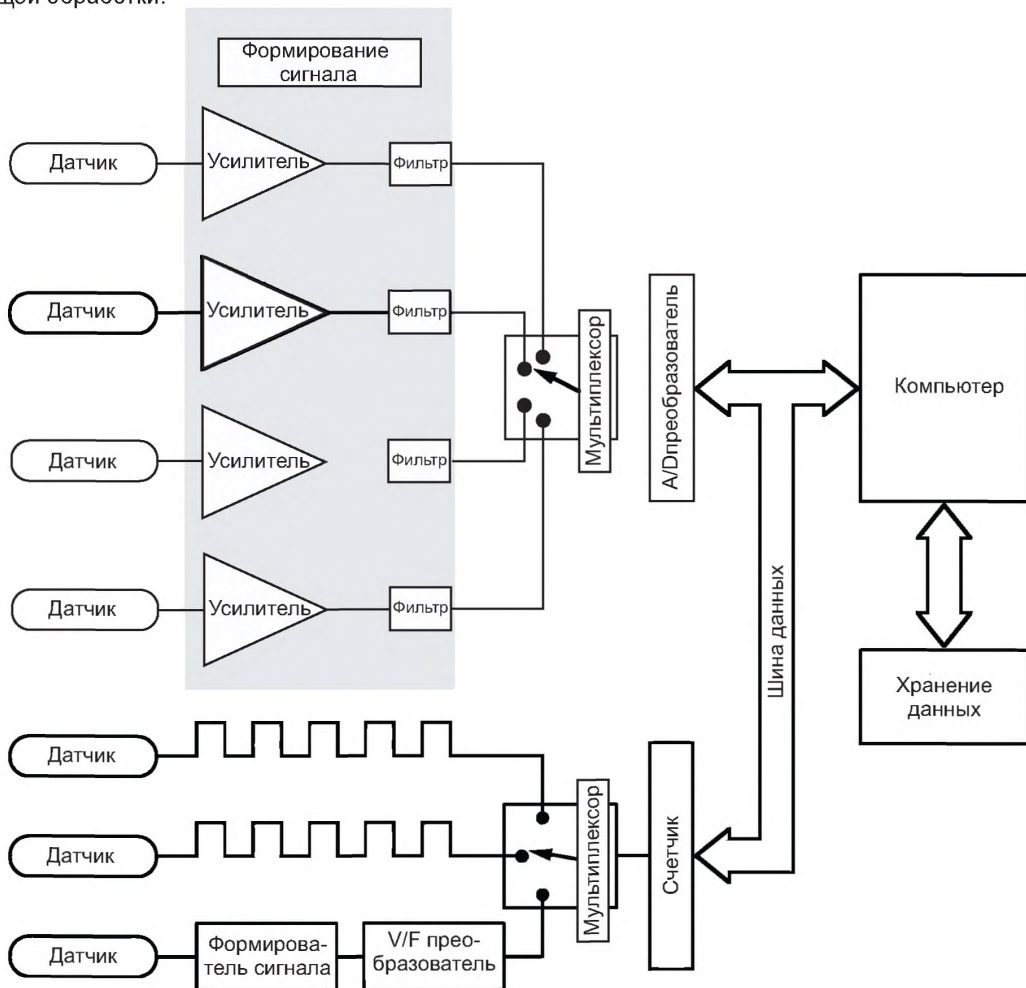 щей обработки.
Формирование
сигнала
Датчик
Усилитель
Фильтр
Датчик
Усилитель
Фильтр
Датчик
Усилитель
Фильтр
Датчик
Усилитель
Фильтр
Мультиплексор
A/Dпреобразователь
Компьютер
Шина данных
Хранение
данных
Датчик
Датчик
Датчик
Формирова-
тель сигнала
V/F прео-
бразователь
Мультиплексор
Счетчик